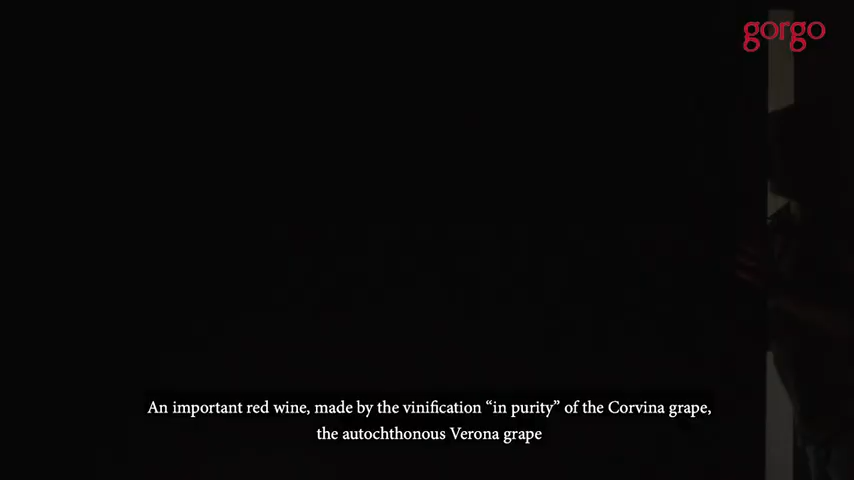 gorgo
An important red wine, made by the vinification “in purity” of the Corvina grape,
the autochthonous Verona grape